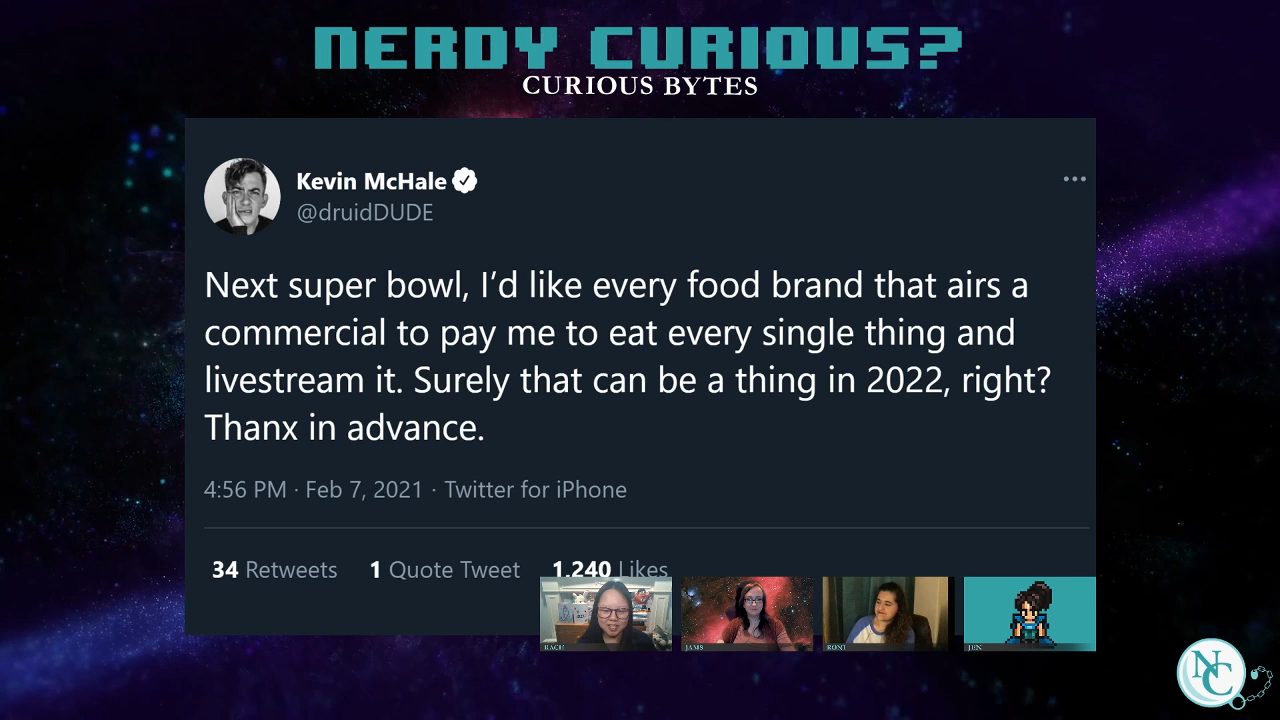 NERDY CURIOUS?
CURIOUS BYTES
Kevin McHale
@druidDUDE
Next super bowl, I'd like every food brand that airs a
commercial to pay me to eat every single thing and
livestream it. Surely that can be a thing in 2022, right?
Thanx in advance.
4:56 PM · Feb 7, 2021 · Twitter for iPhone
34 Retweets 1 Quote Tweet 1,240 Likes
RACH JAMS RONI JEN
NC